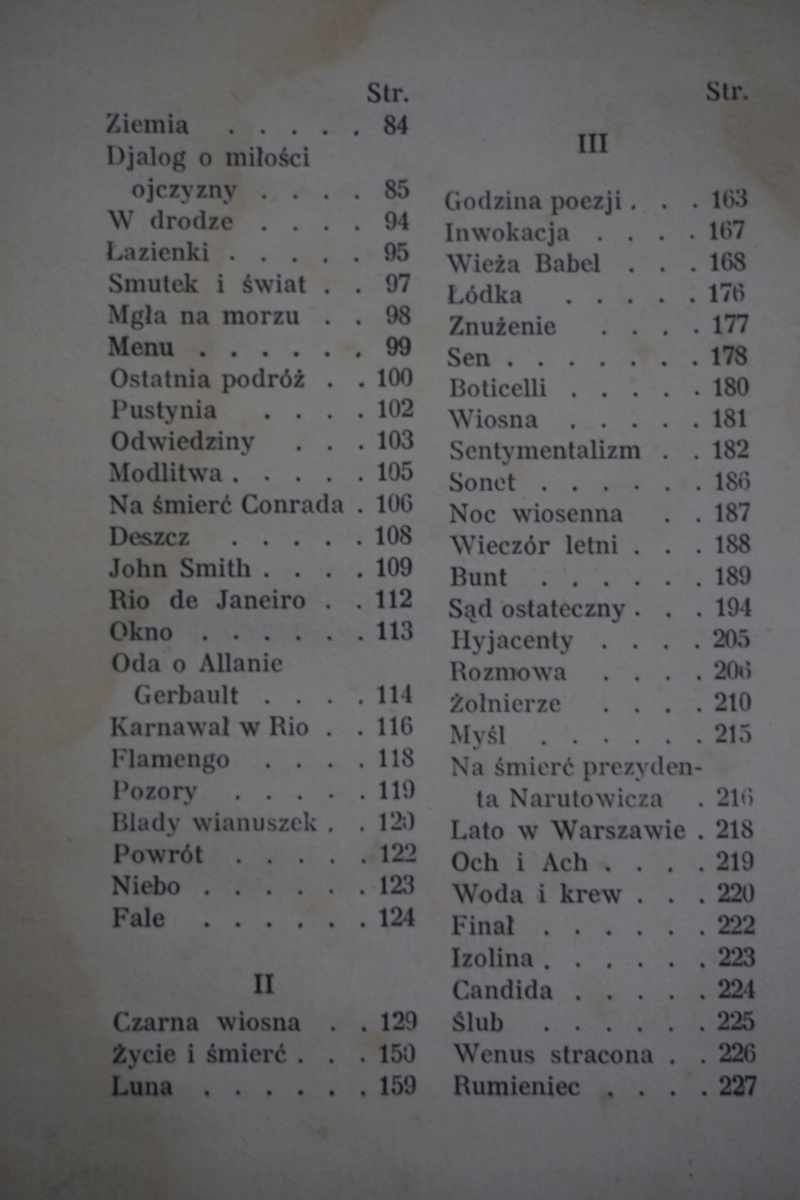 Str.
Ziemia . . . . . 84
Djalog o miłości
ojczyzny . . . . 85
W drodze . . . . 94
Łazienki . . . . . 95
Smutek i świat . . 97
Mgła na morzu . . 98
Menu . . . . . . 99
Ostatnia podróż . . 100
Pustynia . . . . 102
Odwiedziny . . . 103
Modlitwa . . . . . 105
Na śmierć Conrada . 106
Deszcz . . . . . 108
John Smith . . . . 109
Rio de Janeiro . . 112
Okno . . . . . . 113
Oda o Allanie
Gerbault . . . . 114
Karnawał w Rio . . 116
Flamengo . . . . 118
Pozory . . . . . 119
Blady wianuszek . . 120
Powrót . . . . . 122
Niebo . . . . . . 123
Fale . . . . . . 124
II
Czarna wiosna . . 129
Życie i śmierć . . . 150
Luna . . . . . . 159
Str.
III
Godzina poezji . . . 163
Inwokacja . . . . 167
Wieża Babel . . . 168
Łódka . . . . . 176
Znużenie . . . . 177
Sen . . . . . . . 178
Boticelli . . . . . 180
Wiosna . . . . . 181
Sentymentalizm . . 182
Sonet . . . . . . 186
Noc wiosenna . . 187
Wieczór letni . . . 188
Bunt . . . . . . 189
Sąd ostateczny . . . 194
Hyjacenty . . . . 205
Rozmowa . . . . 206
Żołnierze . . . . 210
Myśl . . . . . . 215
Na śmierć prezyden-
ta Narutowicza . 216
Lato w Warszawie . 218
Och i Ach . . . . 219
Woda i krew . . . 220
Finał . . . . . . 222
Izolina . . . . . . 223
Candida . . . . . 224
Ślub . . . . . . 225
Wenus stracona . . 226
Rumieniec . . . . 227